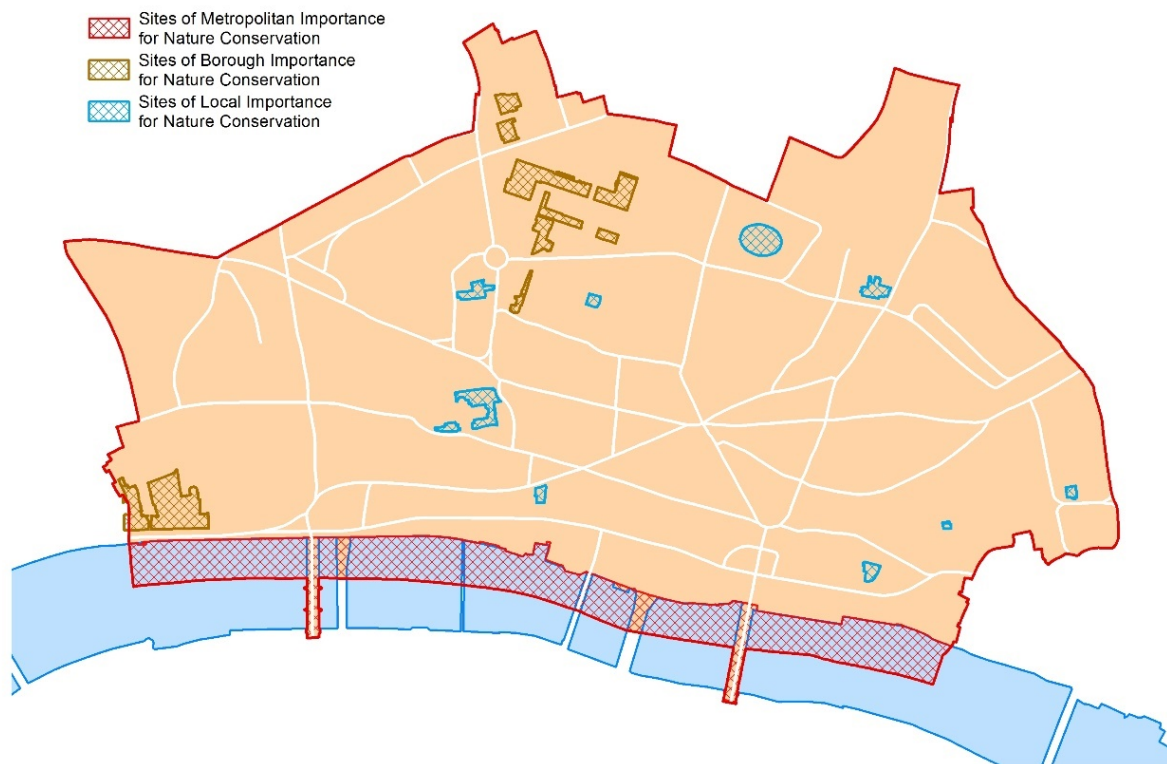 Sites of Metropolitan Importance
for Nature Conservation
Sites of Borough Importance
for Nature Conservation
Sites of Local Importance
for Nature Conservation